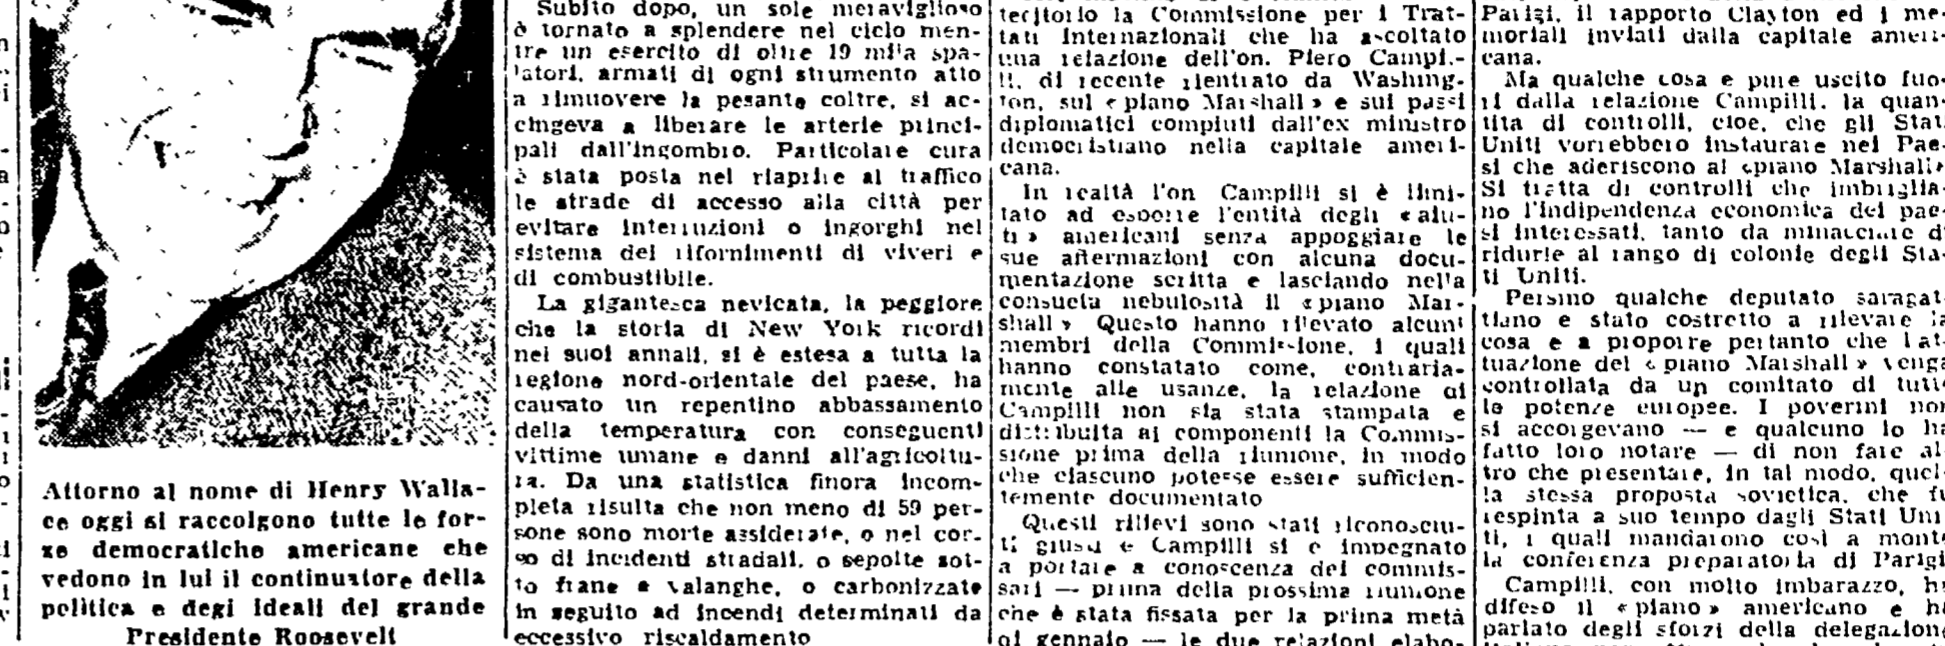 Attorno al nome di Henry Walla-
ce oggi si raccolgono tutte le for-
ze democratiche americane che
vedono in lui il continuatore della
politica e degi ideali del grande
Presidente Roosevelt
Subito dopo, un sole meraviglioso
è tornato a splendere nel cielo men-
tre un esercito di oltre 19 mila spa-
latori, armati di ogni strumento atto
a rimuovere la pesante coltre, si ac-
cingeva a liberare le arterie princi-
pali dall'ingombro. Particolare cura
è stata posta nel riaprire al traffico
le strade di accesso alla città per
evitare interruzioni o ingorghi nel
sistema dei rifornimenti di viveri e
di combustibile.
La gigantesca nevicata, la peggiore
che la storia di New York ricordi
nei suoi annali, si è estesa a tutta la
regione nord-orientale del paese, ha
causato un repentino abbassamento
della temperatura con conseguenti
vittime umane e danni all'agricoltu-
ra. Da una statistica finora incom-
pleta risulta che non meno di 59 per-
sone sono morte assiderate, o nel cor-
so di incidenti stradali, o sepolte sot-
to frane e valanghe, o carbonizzate
in seguito ad incendi determinati da
eccessivo riscaldamento
territorio la Commissione per i Trat-
tati Internazionali che ha ascoltato
una relazione dell'on. Piero Campil-
li, di recente rientrato da Washing-
ton, sul « piano Marshall » e sui passi
diplomatici compiuti dall'ex ministro
democristiano nella capitale ameri-
cana.
In realtà l'on Campilli si è limi-
tato ad esporre l'entità degli « aiu-
ti » americani senza appoggiare le
sue affermazioni con alcuna docu-
mentazione scritta e lasciando nella
consueta nebulosità il « piano Mar-
shall » Questo hanno rilevato alcuni
membri della Commissione, i quali
hanno constatato come, contraria-
mente alle usanze, la relazione di
Campilli non sia stata stampata e
distribuita ai componenti la Commis-
sione prima della riunione, in modo
che ciascuno potesse essere sufficien-
temente documentato
Questi rilievi sono stati riconosciu-
ti giusti e Campilli si è impegnato
a portare a conoscenza dei commis-
sari — prima della prossima riunione
che è stata fissata per la prima metà
di gennaio — le due relazioni elabo-
Parigi, il rapporto Clayton ed i me-
moriali inviati dalla capitale ameri-
cana.
Ma qualche cosa e pure uscito fuo-
ri dalla relazione Campilli. la quan-
tita di controlli, cioe, che gli Stati
Uniti vorrebbero instaurare nei Pae-
si che aderiscono al «piano Marshall»
Si tratta di controlli che imbriglia-
no l'indipendenza economica dei pae-
si interessati, tanto da minacciare di
ridurle al rango di colonie degli Sta-
ti Uniti.
Persino qualche deputato saragat-
tiano e stato costretto a rilevare la
cosa e a proporre pertanto che l at-
tuazione del « piano Marshall » venga
controllata da un comitato di tutte
le potenze europee. I poverini non
si accorgevano — e qualcuno lo ha
fatto loro notare — di non fare al-
tro che presentare, in tal modo, quel-
la stessa proposta sovietica, che fu
respinta a suo tempo dagli Stati Uni
ti, i quali mandarono così a monte
la conferenza preparatoria di Parigi
Campilli, con molto imbarazzo, ha
difeso il « piano » americano e ha
parlato degli sforzi della delegazione